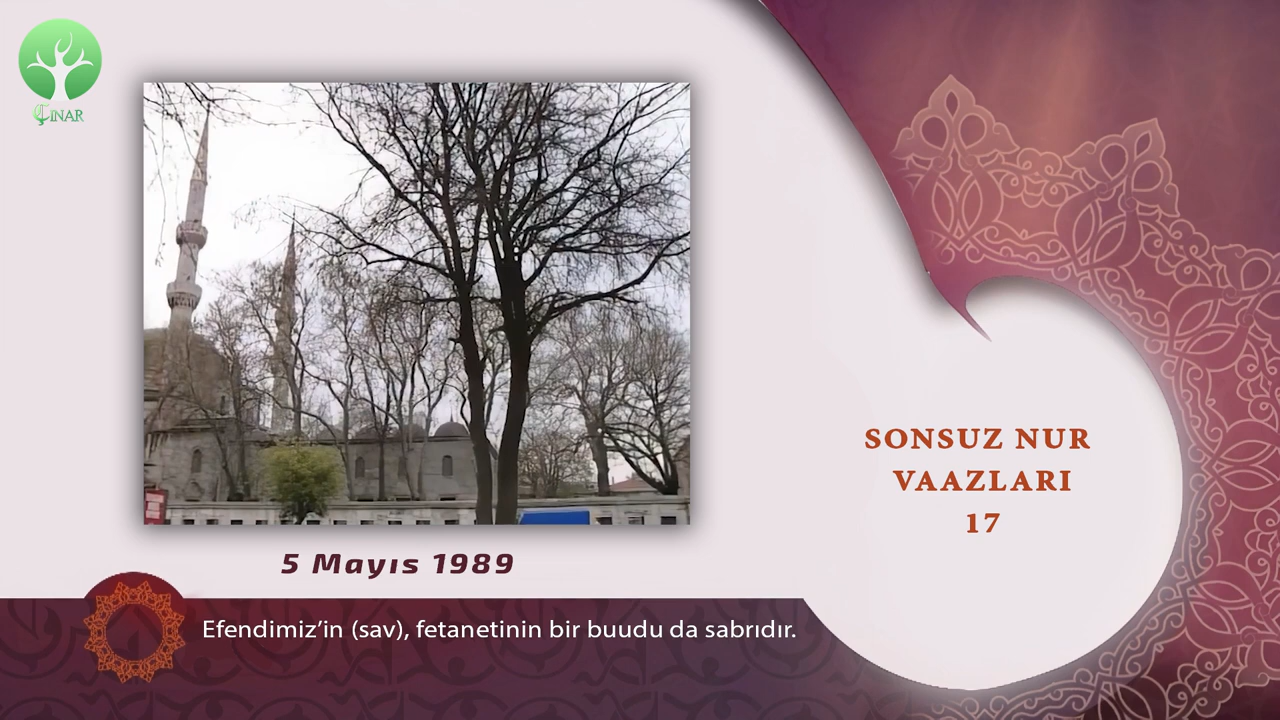 ÇINAR
5 Mayıs 1989
SONSUZ NUR
VAAZLARI
17
Efendimiz’in (sav), fetanetinin bir buudu da sabrıdır.